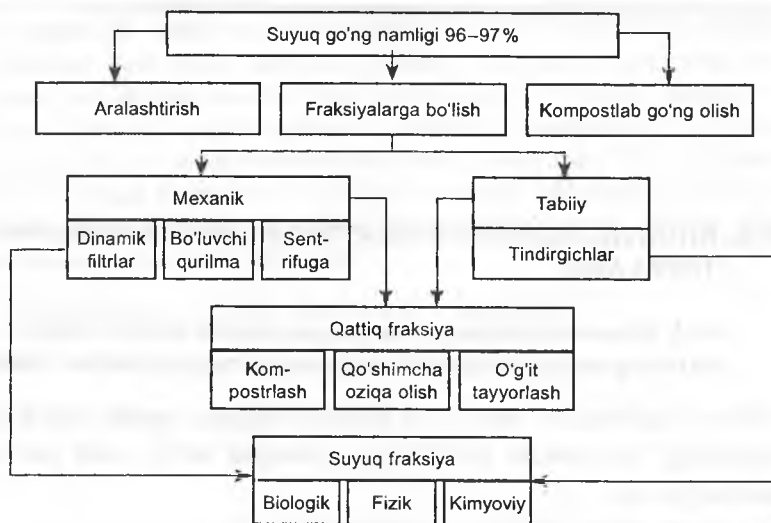 Suyuq go'ng namligi 96–97%
Aralashtirish
Fraksiyalarga bo'lish
Kompostlab go'ng olish
Mexanik
Dinamik
filtrlar
Bo'luvchi
qurilma
Sent-
rifuga
Tabiiy
Tindirgichlar
Qattiq fraksiya
Kom-
postrlash
Qo'shimcha
oziqa olish
O'g'it
tayyorlash
Suyuq fraksiya
Biologik
Fizik
Kimyoviy